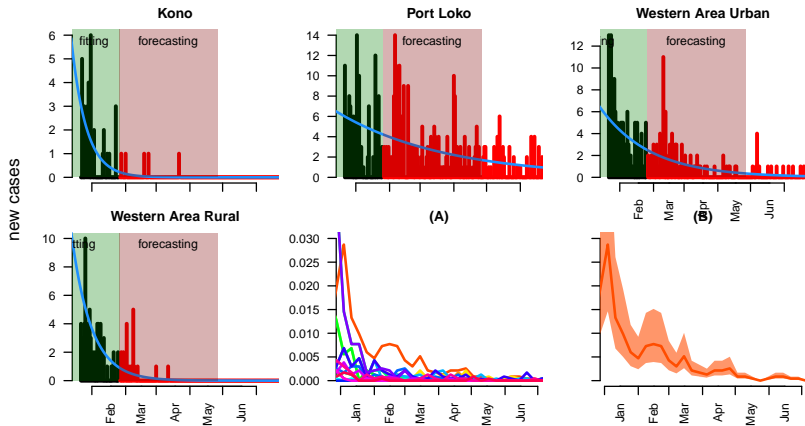 Kono
Port Loko
Western Area Urban
fitting
forecasting
forecasting
ng
forecasting
6
5
4
3
2
1
0
14
12
10
8
6
4
2
0
12
10
8
6
4
2
0
new cases
Feb
Mar
Apr
May
Jun
Western Area Rural
(A)
(B)
tting
forecasting
10
8
6
4
2
0
0.030
0.025
0.020
0.015
0.010
0.005
0.000
Feb
Mar
Apr
May
Jun
Jan
Feb
Mar
Apr
May
Jun
Jan
Feb
Mar
Apr
May
Jun